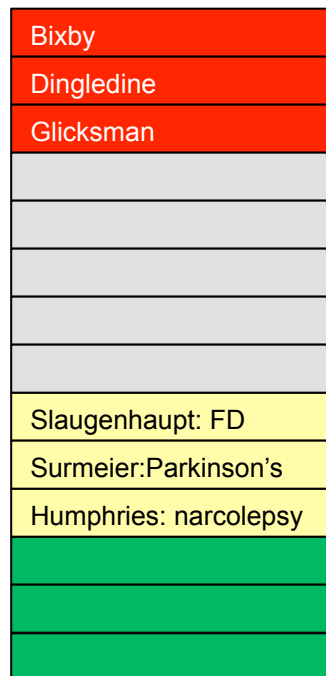 Bixby
Dingledine
Glicksman
Slaugenhaupt: FD
Surmeier:Parkinson’s
Humphries: narcolepsy